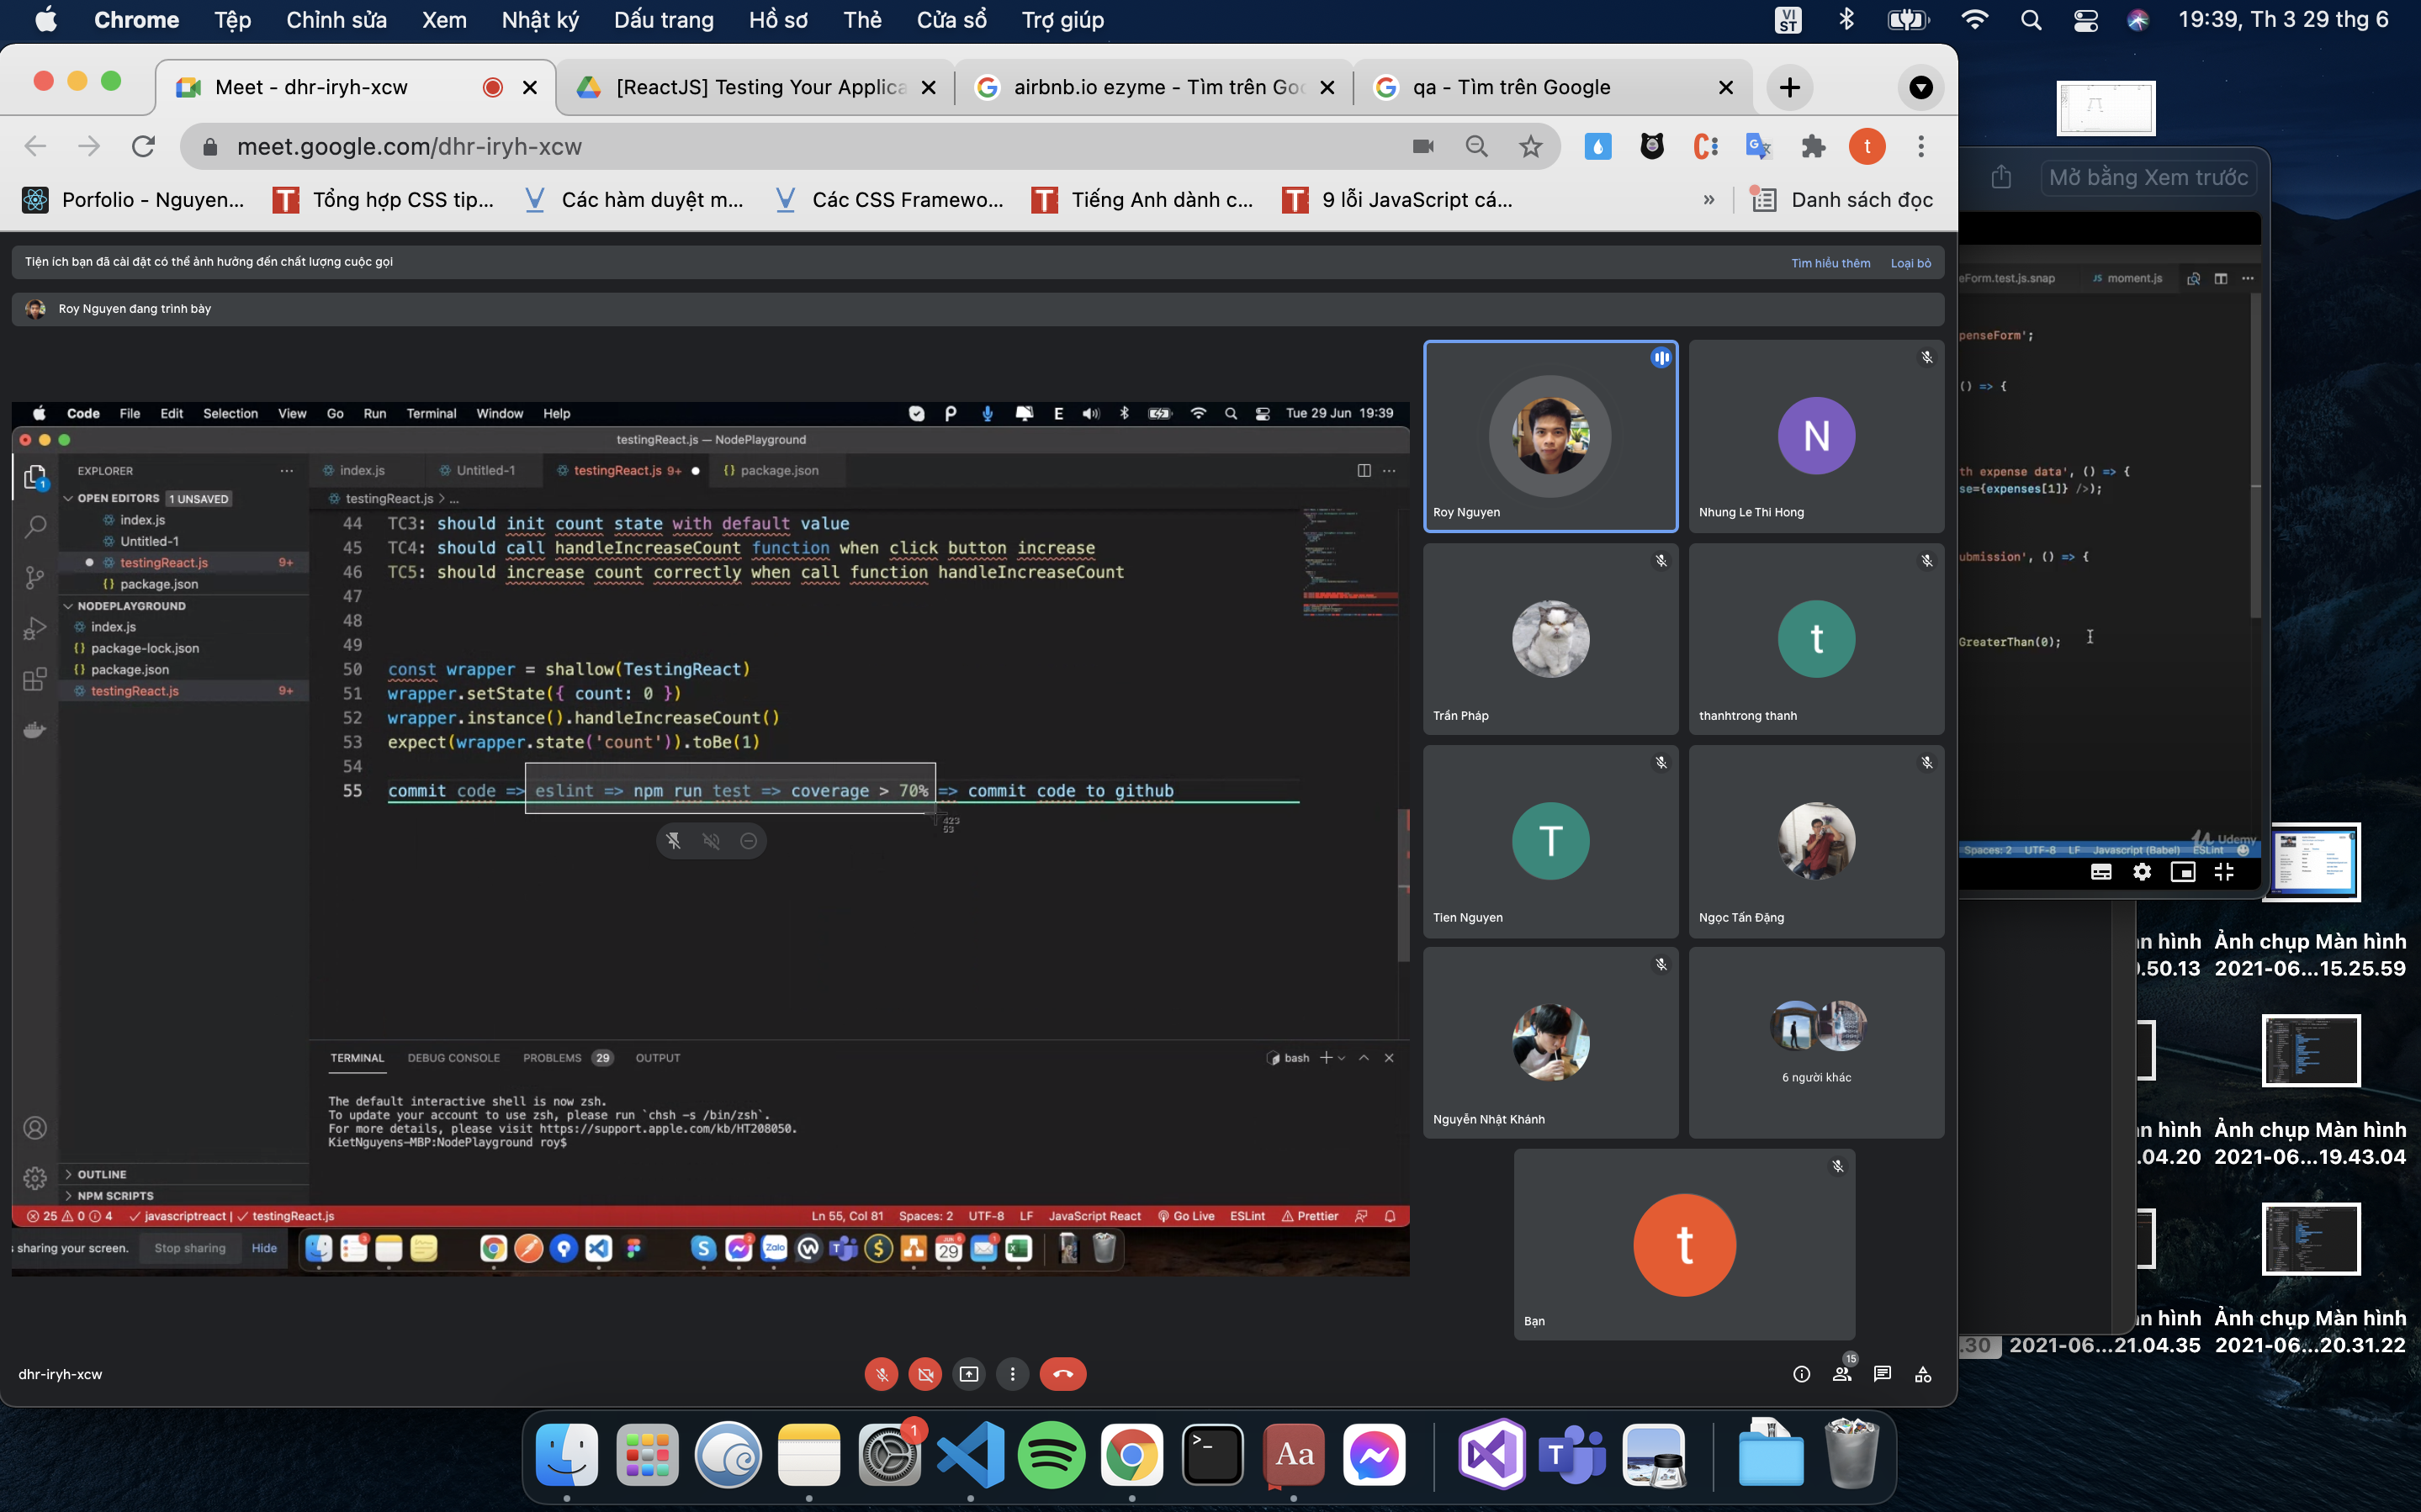 Chrome Tệp Chỉnh sửa Xem Nhật ký Dấu trang Hồ sơ Thẻ Cửa sổ Trợ giúp
VI ST
19:39, Th 3 29 thg 6
Meet - dhr-iryh-xcw
[ReactJS] Testing Your Applica
airbnb.io ezyme - Tìm trên Goo
qa - Tìm trên Google
meet.google.com/dhr-iryh-xcw
t
Porfolio - Nguyen...
Tổng hợp CSS tip...
Các hàm duyệt m...
Các CSS Framewo...
Tiếng Anh dành c...
9 lỗi JavaScript cá...
»
Danh sách đọc
Tiện ích bạn đã cài đặt có thể ảnh hưởng đến chất lượng cuộc gọi
Tìm hiểu thêm Loại bỏ
Roy Nguyen đang trình bày
Code File Edit Selection View Go Run Terminal Window Help
E
Tue 29 Jun 19:39
testingReact.js — NodePlayground
EXPLORER
OPEN EDITORS 1 UNSAVED
index.js
Untitled-1
testingReact.js 9+
package.json
NODEPLAYGROUND
index.js
package-lock.json
package.json
testingReact.js 9+
OUTLINE
NPM SCRIPTS
index.js Untitled-1 testingReact.js 9+ package.json
testingReact.js > ...
44 TC3: should init count state with default value
45 TC4: should call handleIncreaseCount function when click button increase
46 TC5: should increase count correctly when call function handleIncreaseCount
47
48
49
50 const wrapper = shallow(TestingReact)
51 wrapper.setState({ count: 0 })
52 wrapper.instance().handleIncreaseCount()
53 expect(wrapper.state('count')).toBe(1)
54
55 commit code => eslint => npm run test => coverage > 70% => commit code to github
423
53
TERMINAL DEBUG CONSOLE PROBLEMS 29 OUTPUT
bash
The default interactive shell is now zsh.
To update your account to use zsh, please run `chsh -s /bin/zsh`.
For more details, please visit https://support.apple.com/kb/HT208050.
KietNguyens-MBP:NodePlayground roy$
25 0 4 javascriptreact | testingReact.js
Ln 55, Col 81 Spaces: 2 UTF-8 LF JavaScript React Go Live ESLint Prettier
s sharing your screen. Stop sharing Hide
Zalo
29
Roy Nguyen
N
Nhung Le Thi Hong
Trần Pháp
t
thanhtrong thanh
T
Tien Nguyen
Ngọc Tấn Đặng
Nguyễn Nhật Khánh
6 người khác
t
Bạn
dhr-iryh-xcw
15
Mở bằng Xem trước
eForm.test.js.snap
JS moment.js
penseForm';
() => {
th expense data', () => {
se={expenses[1]} />);
ubmission', () => {
GreaterThan(0);
Udemy
Spaces: 2 UTF-8 LF Javascript (Babel) ESLint
n hình
.50.13
Ảnh chụp Màn hình
2021-06...15.25.59
n hình
.04.20
Ảnh chụp Màn hình
2021-06...19.43.04
n hình
.30
2021-06...21.04.35
Ảnh chụp Màn hình
2021-06...20.31.22
1
Aa
T